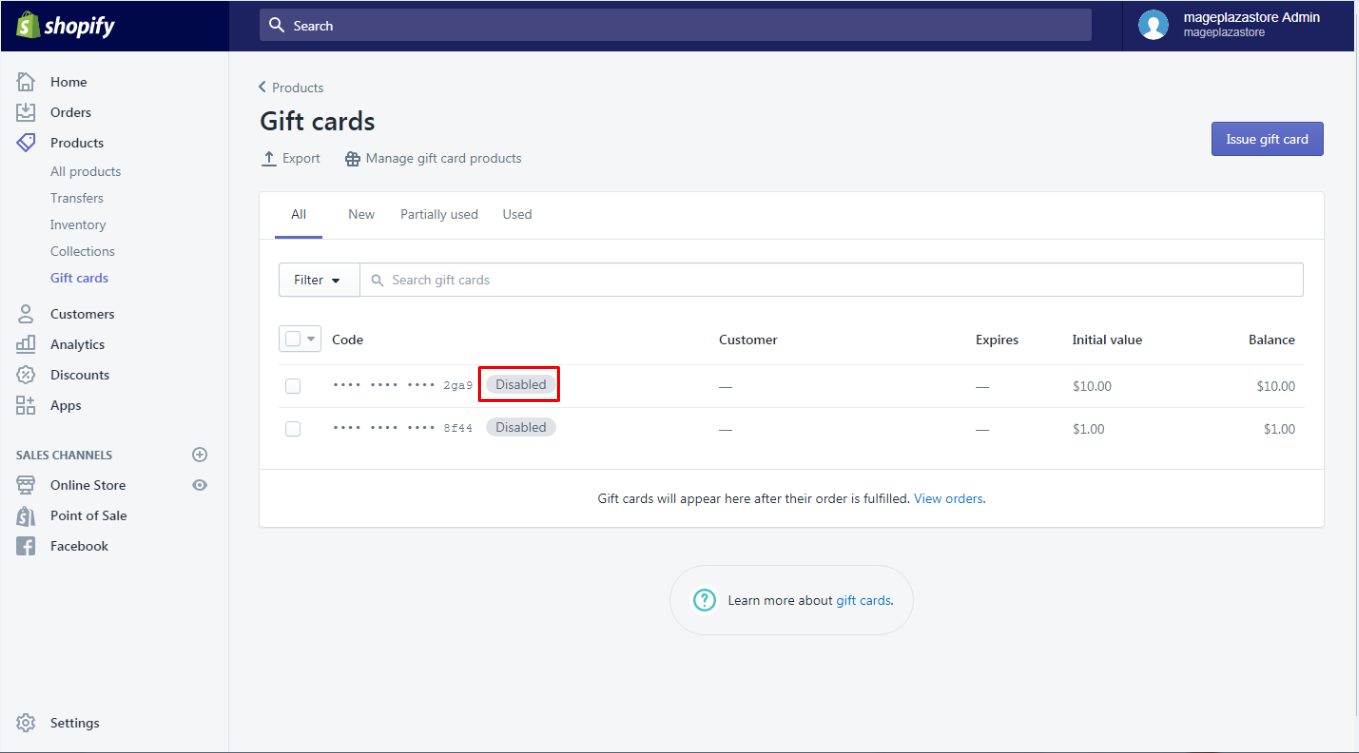 shopify
Search
mageplazastore Admin
mageplazastore
Home
Orders
Products
All products
Transfers
Inventory
Collections
Gift cards
Customers
Analytics
Discounts
Apps
SALES CHANNELS
Online Store
Point of Sale
Facebook
Settings
Products
Gift cards
Export Manage gift card products
Issue gift card
All New Partially used Used
Filter Search gift cards
Code Customer Expires Initial value Balance
•••• •••• •••• 2ga9 Disabled — — $10.00 $10.00
•••• •••• •••• 8f44 Disabled — — $1.00 $1.00
Gift cards will appear here after their order is fulfilled. View orders.
? Learn more about gift cards.